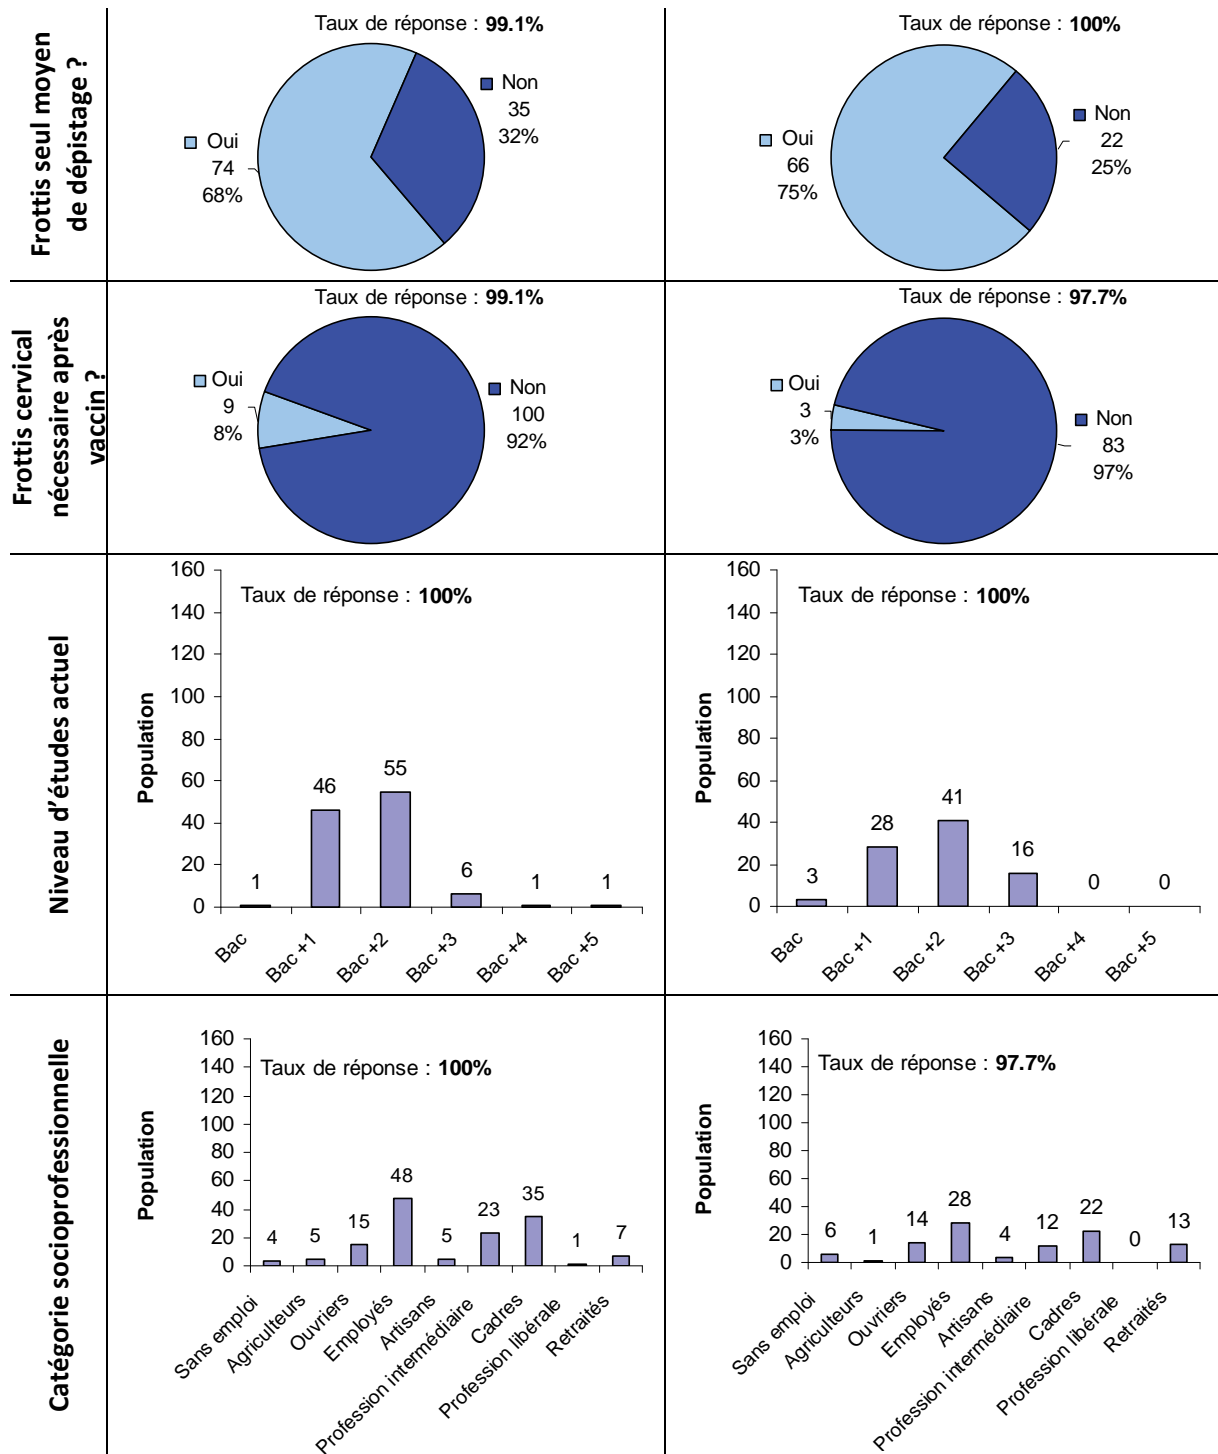 Frottis seul moyen
de dépistage ?
Taux de réponse : 99.1%
Non
35
32%
Oui
74
68%
Taux de réponse : 100%
Non
22
25%
Oui
66
75%
Frottis cervical
nécessaire après
vaccin ?
Taux de réponse : 99.1%
Oui
9
8%
Non
100
92%
Taux de réponse : 97.7%
Oui
3
3%
Non
83
97%
Niveau d'études actuel
Population
160
140
120
100
80
60
40
20
0
Taux de réponse : 100%
1
46
55
6
1
1
Bac
Bac +1
Bac +2
Bac +3
Bac +4
Bac +5
Population
160
140
120
100
80
60
40
20
0
Taux de réponse : 100%
3
28
41
16
0
0
Bac
Bac +1
Bac +2
Bac +3
Bac +4
Bac +5
Catégorie socioprofessionnelle
Population
160
140
120
100
80
60
40
20
0
Taux de réponse : 100%
4
5
15
48
5
23
35
1
7
Sans emploi
Agriculteurs
Ouvriers
Employés
Artisans
Profession intermédiaire
Cadres
Profession libérale
Retraités
Population
160
140
120
100
80
60
40
20
0
Taux de réponse : 97.7%
6
1
14
28
4
12
22
0
13
Sans emploi
Agriculteurs
Ouvriers
Employés
Artisans
Profession intermédiaire
Cadres
Profession libérale
Retraités